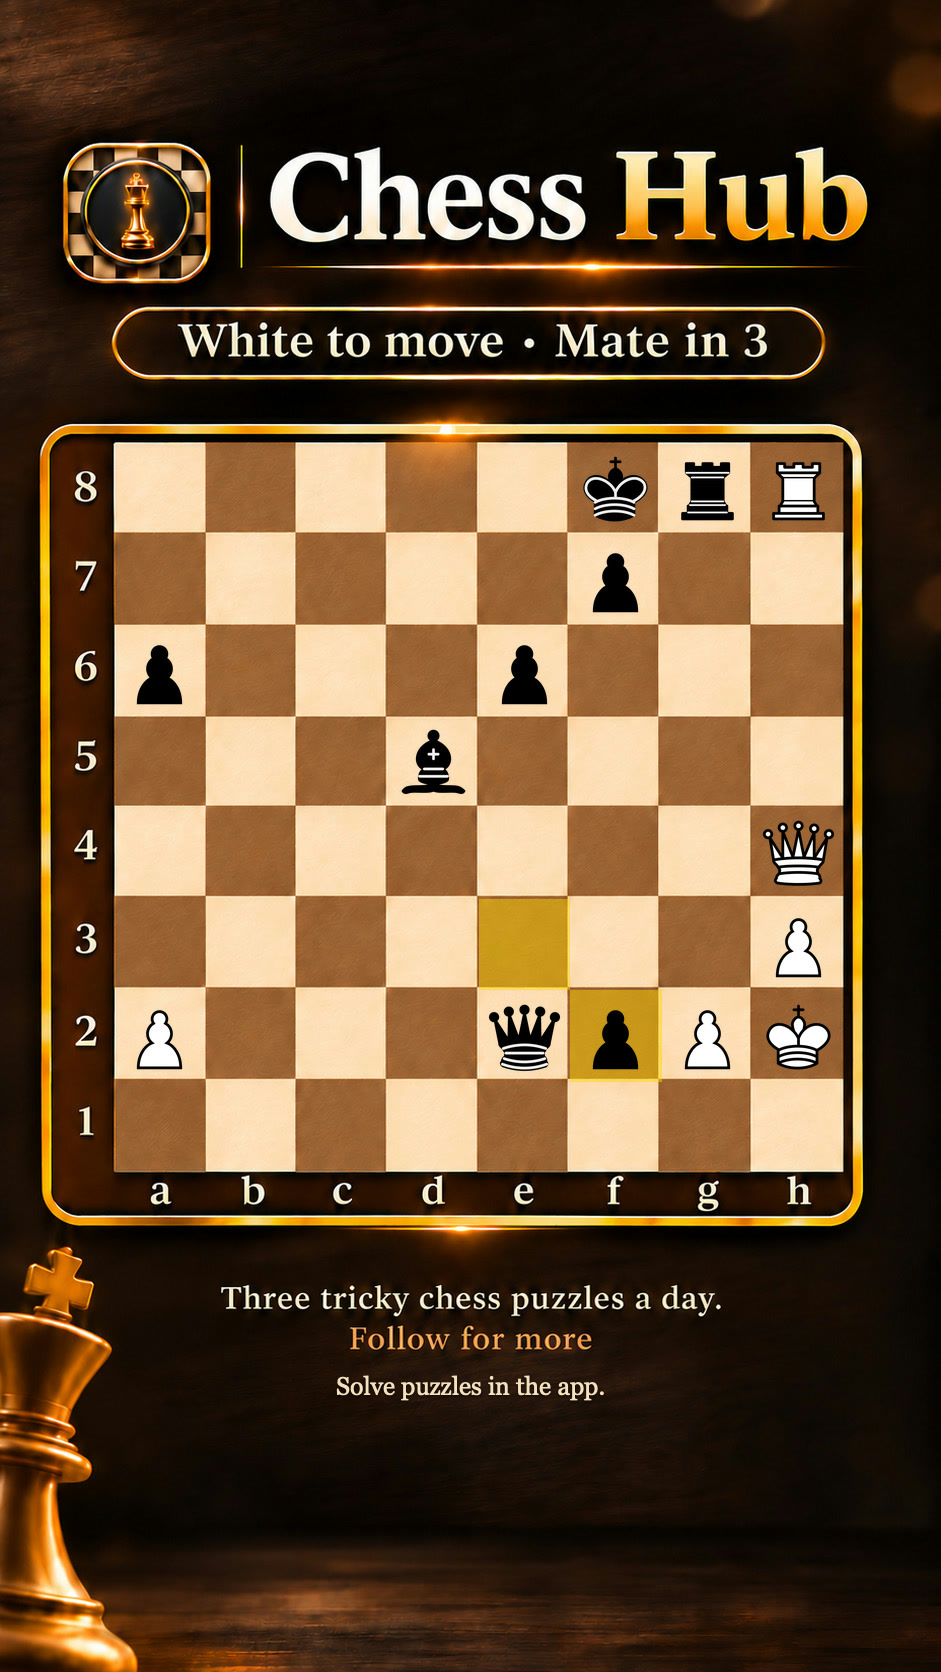 Chess Hub
White to move • Mate in 3
8
7
6
5
4
3
2
1
a b c d e f g h
Three tricky chess puzzles a day.
Follow for more
Solve puzzles in the app.